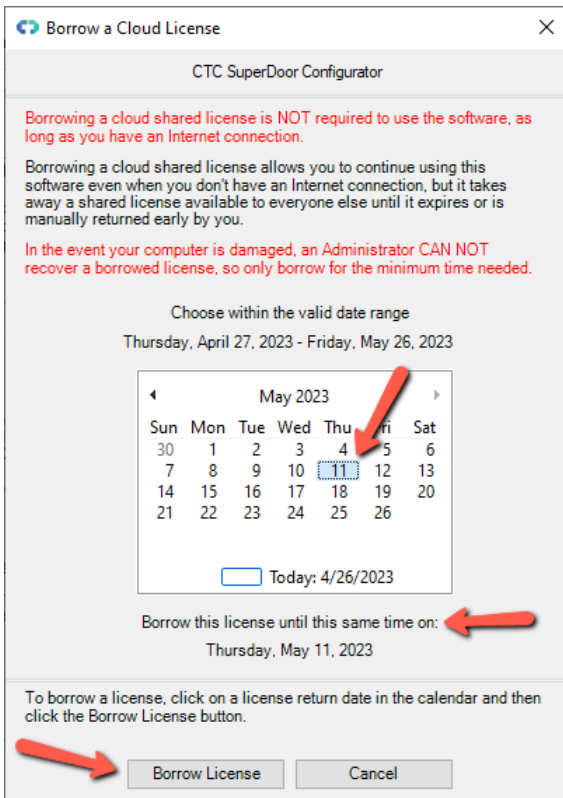 Borrow a Cloud License
CTC SuperDoor Configurator
Borrowing a cloud shared license is NOT required to use the software, as
long as you have an Internet connection.
Borrowing a cloud shared license allows you to continue using this
software even when you don't have an Internet connection, but it takes
away a shared license available to everyone else until it expires or is
manually returned early by you.
In the event your computer is damaged, an Administrator CAN NOT
recover a borrowed license, so only borrow for the minimum time needed.
Choose within the valid date range
Thursday, April 27, 2023 - Friday, May 26, 2023
May 2023
Sun Mon Tue Wed Thu Fri Sat
30 1 2 3 4 5 6
7 8 9 10 11 12 13
14 15 16 17 18 19 20
21 22 23 24 25 26
Today: 4/26/2023
Borrow this license until this same time on:
Thursday, May 11, 2023
To borrow a license, click on a license return date in the calendar and then
click the Borrow License button.
Borrow License Cancel